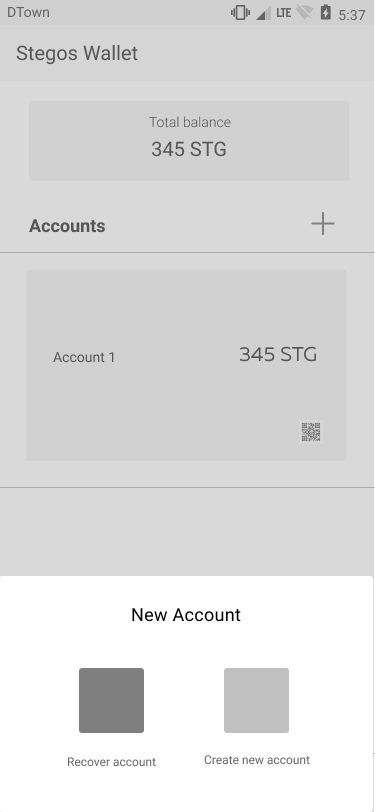 DTown LTE 5:37
Stegos Wallet
Total balance
345 STG
Accounts
Account 1 345 STG
New Account
Recover account Create new account